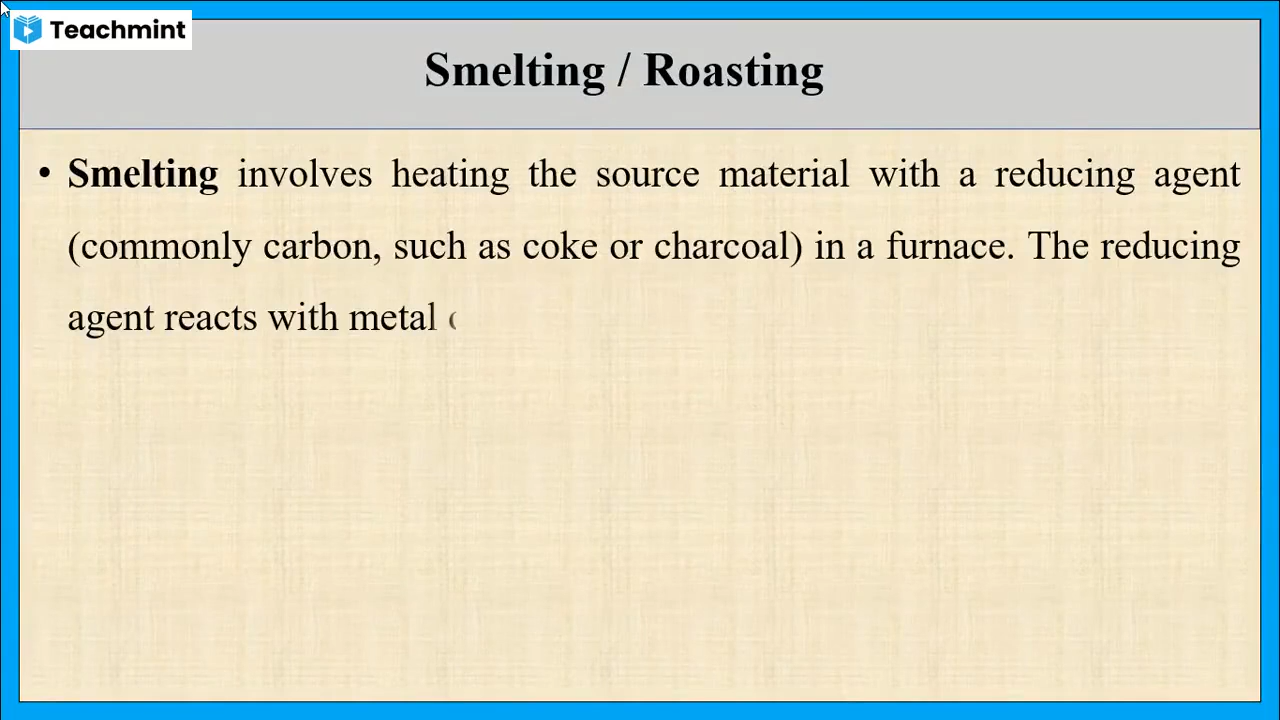 Teachmint
Smelting / Roasting
• Smelting involves heating the source material with a reducing agent
(commonly carbon, such as coke or charcoal) in a furnace. The reducing
agent reacts with metal